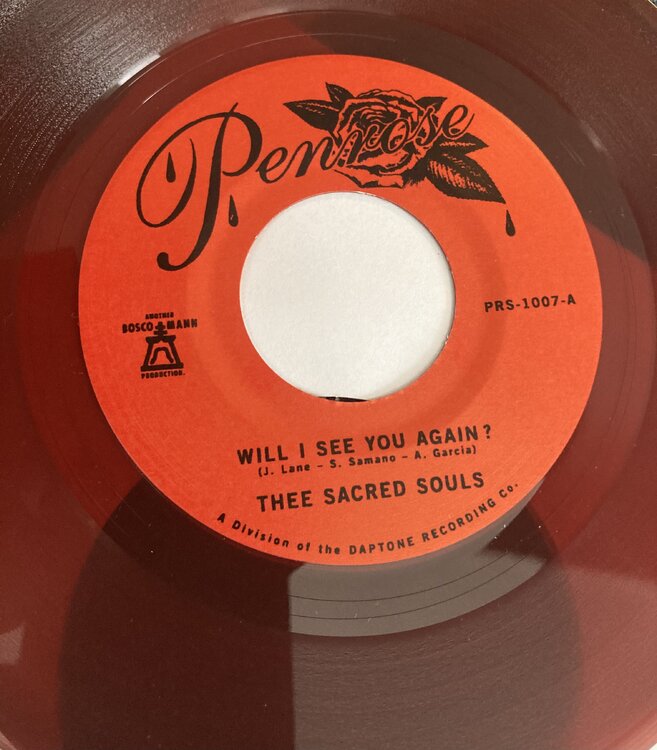 Penrose
PRS-1007-A
ANOTHER
BOSCO MANN
PRODUCTION.
WILL I SEE YOU AGAIN?
(J. Lane - S. Samano - A. Garcia)
THEE SACRED SOULS
A Division of the DAPTONE RECORDING Co.